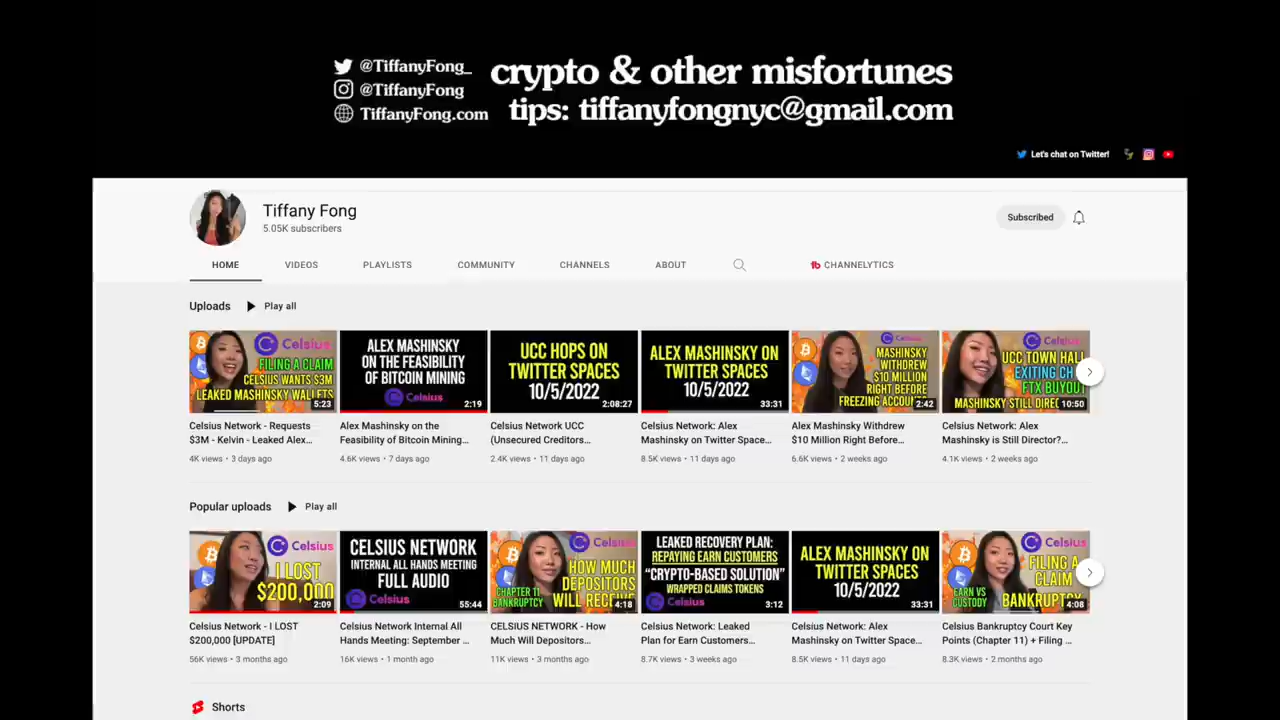 @TiffanyFong_
@TiffanyFong
TiffanyFong.com
crypto & other misfortunes
tips: tiffanyfongnyc@gmail.com
Let's chat on Twitter!
Tiffany Fong
5.05K subscribers
Subscribed
HOME VIDEOS PLAYLISTS COMMUNITY CHANNELS ABOUT CHANNELYTICS
Uploads Play all
Celsius
FILING A CLAIM
CELSIUS WANTS $3M
LEAKED MASHINSKY WALLETS
5:23
Celsius Network - Requests
$3M - Kelvin - Leaked Alex...
4K views • 3 days ago
ALEX MASHINSKY
ON THE FEASIBILITY
OF BITCOIN MINING
Celsius
2:19
Alex Mashinsky on the
Feasibility of Bitcoin Mining...
4.6K views • 7 days ago
UCC HOPS ON
TWITTER SPACES
10/5/2022
2:08:27
Celsius Network UCC
(Unsecured Creditors...
2.4K views • 11 days ago
ALEX MASHINSKY ON
TWITTER SPACES
10/5/2022
33:31
Celsius Network: Alex
Mashinsky on Twitter Space...
8.5K views • 11 days ago
Celsius
MASHINSKY
WITHDREW
$10 MILLION
RIGHT BEFORE
FREEZING ACCOUNTS
2:42
Alex Mashinsky Withdrew
$10 Million Right Before...
6.6K views • 2 weeks ago
Celsius
UCC TOWN HALL
EXITING CH
FTX BUYOUT
MASHINSKY STILL DIREC
10:50
Celsius Network: Alex
Mashinsky is Still Director?...
4.1K views • 2 weeks ago
Popular uploads Play all
Celsius
I LOST
$200,000
2:09
Celsius Network - I LOST
$200,000 [UPDATE]
56K views • 3 months ago
CELSIUS NETWORK
INTERNAL ALL HANDS MEETING
FULL AUDIO
Celsius
55:44
Celsius Network Internal All
Hands Meeting: September ...
16K views • 1 month ago
Celsius
HOW MUCH
DEPOSITORS
WILL RECEIVE
CHAPTER 11
BANKRUPTCY
4:18
CELSIUS NETWORK - How
Much Will Depositors...
11K views • 3 months ago
LEAKED RECOVERY PLAN:
REPAYING EARN CUSTOMERS
"CRYPTO-BASED SOLUTION"
WRAPPED CLAIMS TOKENS
Celsius
3:12
Celsius Network: Leaked
Plan for Earn Customers...
8.7K views • 3 weeks ago
ALEX MASHINSKY ON
TWITTER SPACES
10/5/2022
33:31
Celsius Network: Alex
Mashinsky on Twitter Space...
8.5K views • 11 days ago
Celsius
FILING A
CLAIM
EARN VS
CUSTODY
BANKRUPTCY
4:08
Celsius Bankruptcy Court Key
Points (Chapter 11) + Filing ...
8.3K views • 2 months ago
Shorts